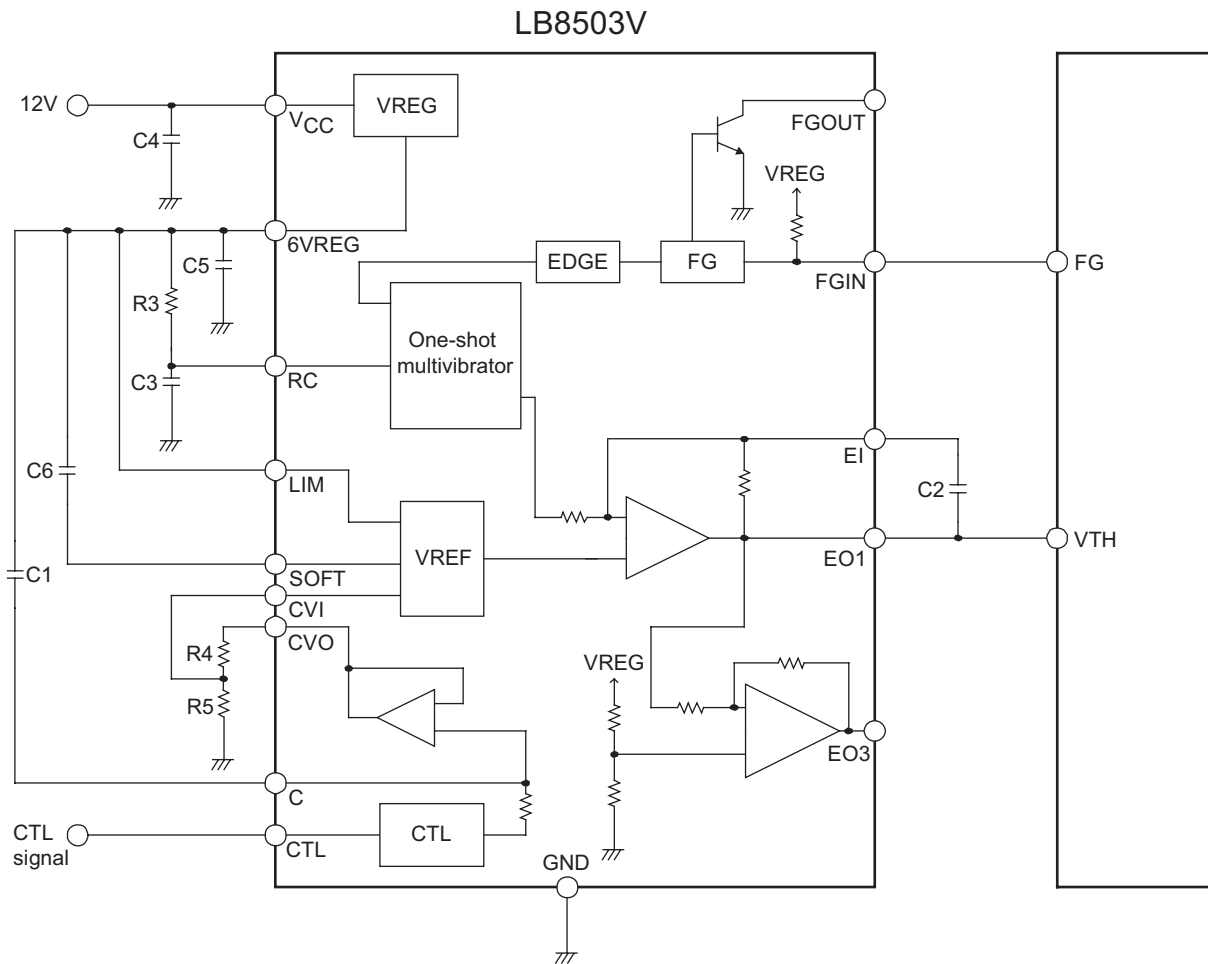 LB8503V
12V
VCC
VREG
C4
FGOUT
VREG
6VREG
C5
R3
EDGE
FG
FGIN
FG
One-shot
multivibrator
RC
C3
EI
C6
LIM
C2
VREF
EO1
VTH
C1
SOFT
CVI
CVO
R4
VREG
R5
EO3
C
CTL
signal
CTL
CTL
GND